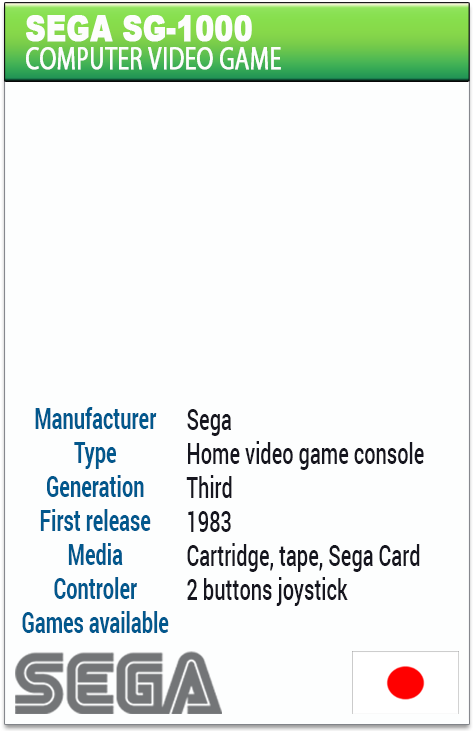 SEGA SG-1000
COMPUTER VIDEO GAME
Manufacturer Sega
Type Home video game console
Generation Third
First release 1983
Media Cartridge, tape, Sega Card
Controler 2 buttons joystick
Games available
SEGA